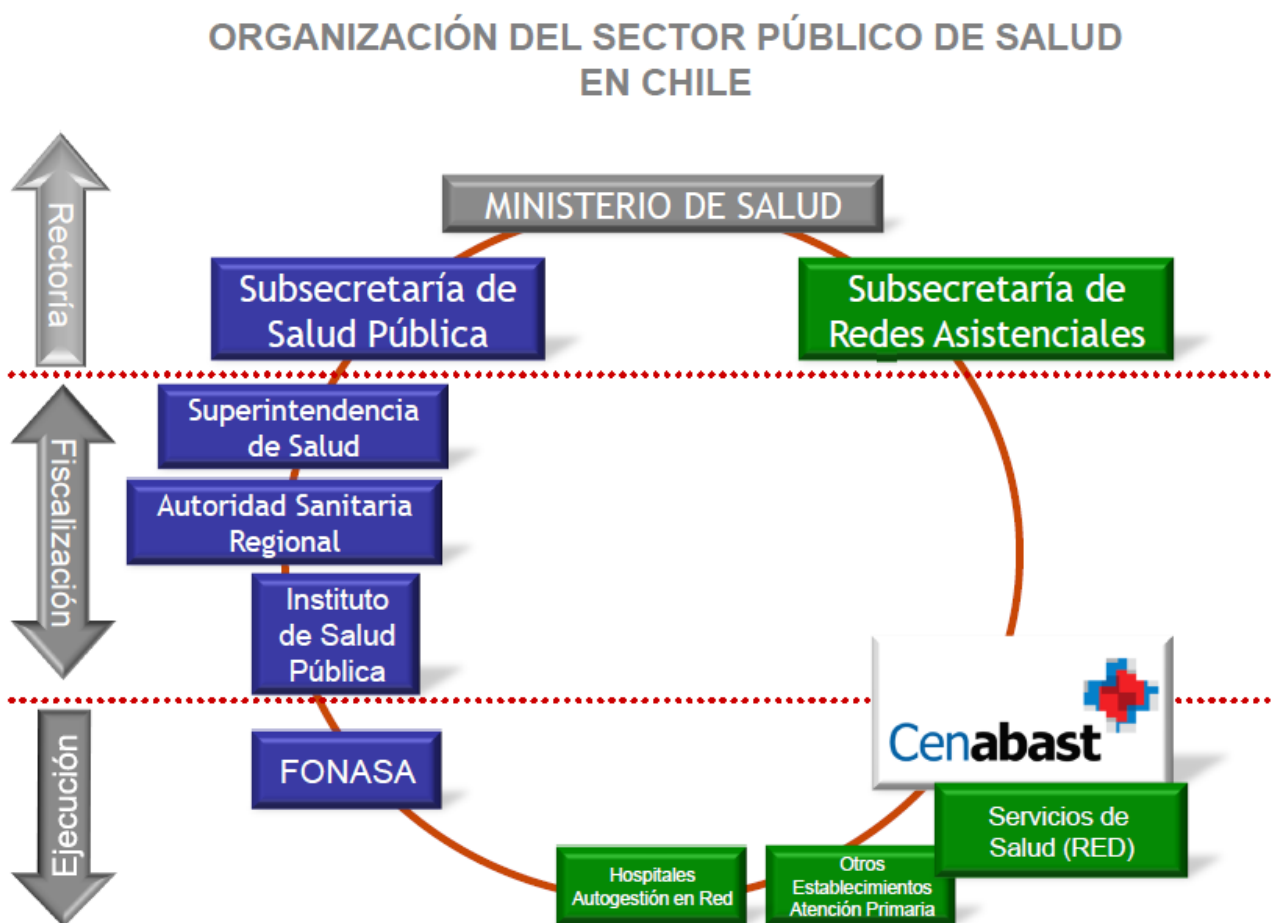 ORGANIZACIÓN DEL SECTOR PÚBLICO DE SALUD
EN CHILE
Rectoría
MINISTERIO DE SALUD
Subsecretaría de
Salud Pública
Subsecretaría de
Redes Asistenciales
Fiscalización
Superintendencia
de Salud
Autoridad Sanitaria
Regional
Instituto
de Salud
Pública
Ejecución
FONASA
Cenabast
Servicios de
Salud (RED)
Hospitales
Autogestión en Red
Otros
Establecimientos
Atención Primaria